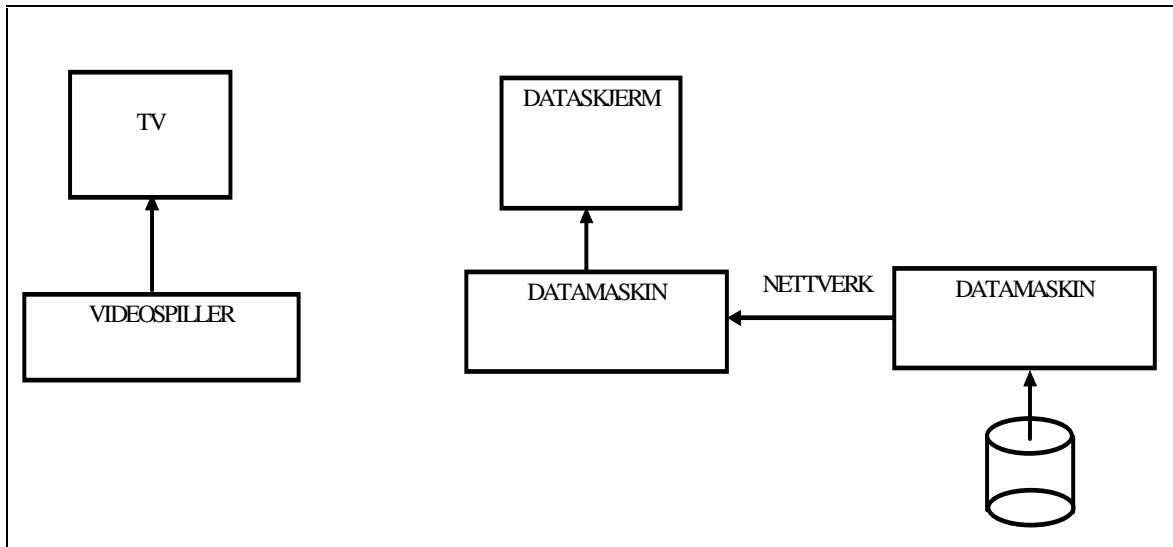 TV
DATASKJERM
VIDEOSPILLER
DATAMASKIN
NETTVERK
DATAMASKIN